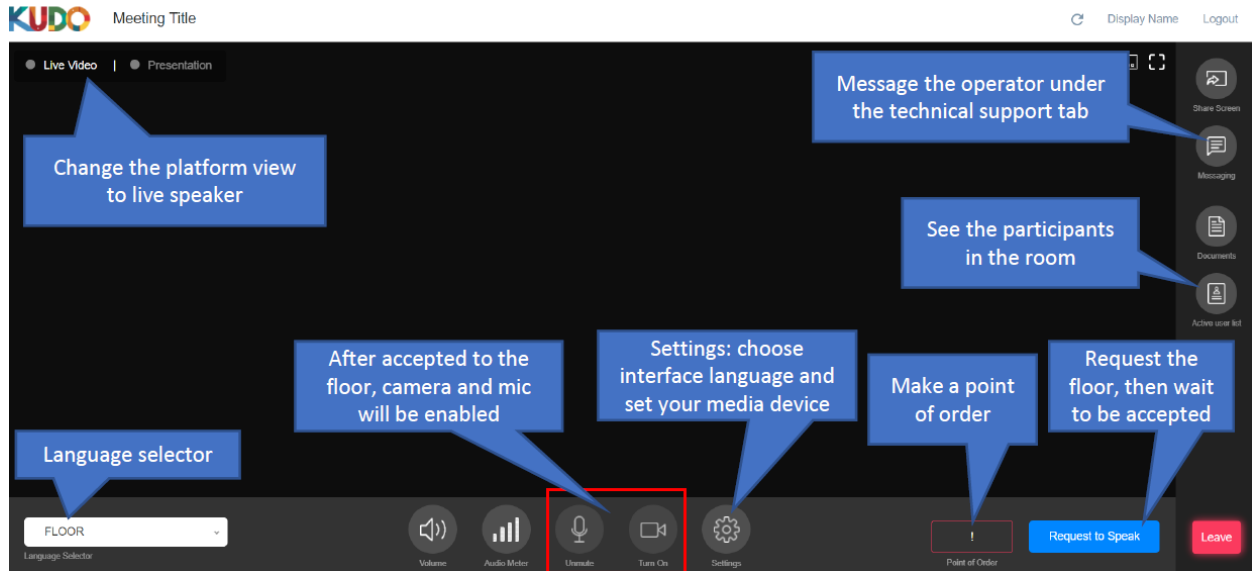 KUDO Meeting Title Display Name Logout
Live Video | Presentation
Message the operator under
the technical support tab
Share Screen
Change the platform view
to live speaker
Messaging
See the participants
in the room
Documents
Active user list
After accepted to the
floor, camera and mic
will be enabled
Settings: choose
interface language and
set your media device
Make a point
of order
Request the
floor, then wait
to be accepted
Language selector
FLOOR
Language Selector
Volume
Audio Meter
Unmute
Turn On
Settings
!
Point of Order
Request to Speak
Leave